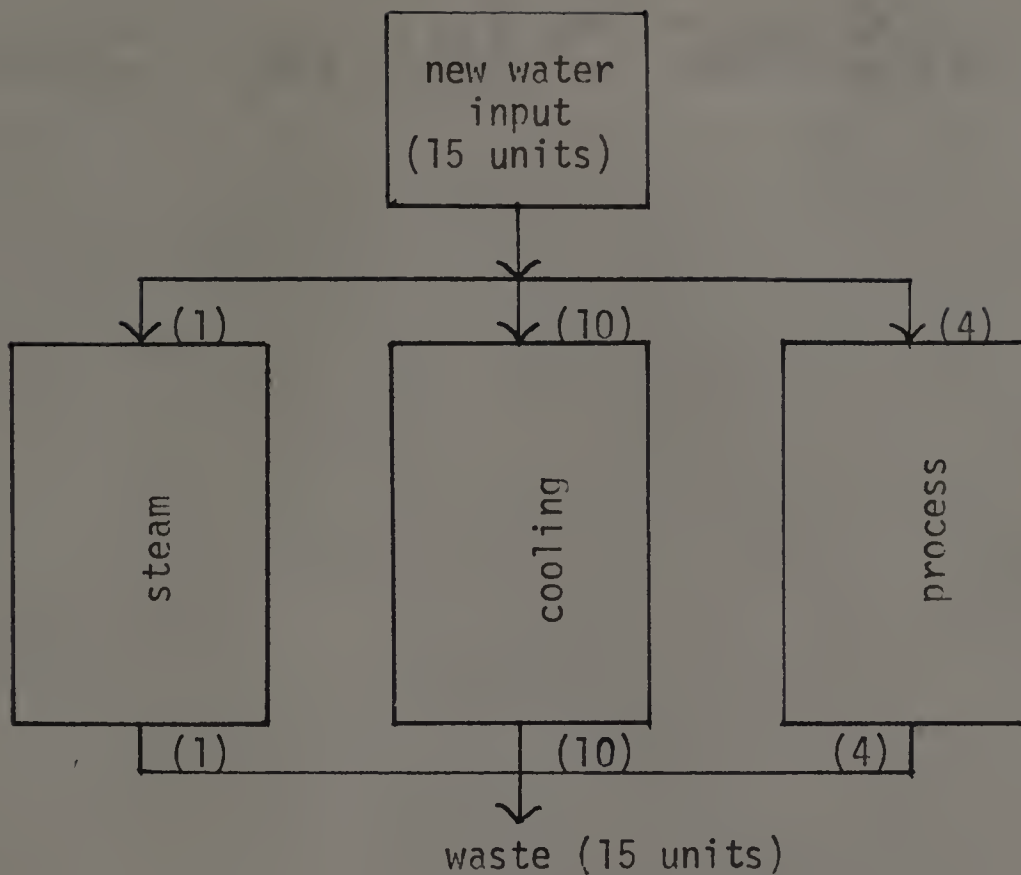 new water
input
(15 units)
(1)
(10)
(4)
steam
cooling
process
(1)
(10)
(4)
waste (15 units)